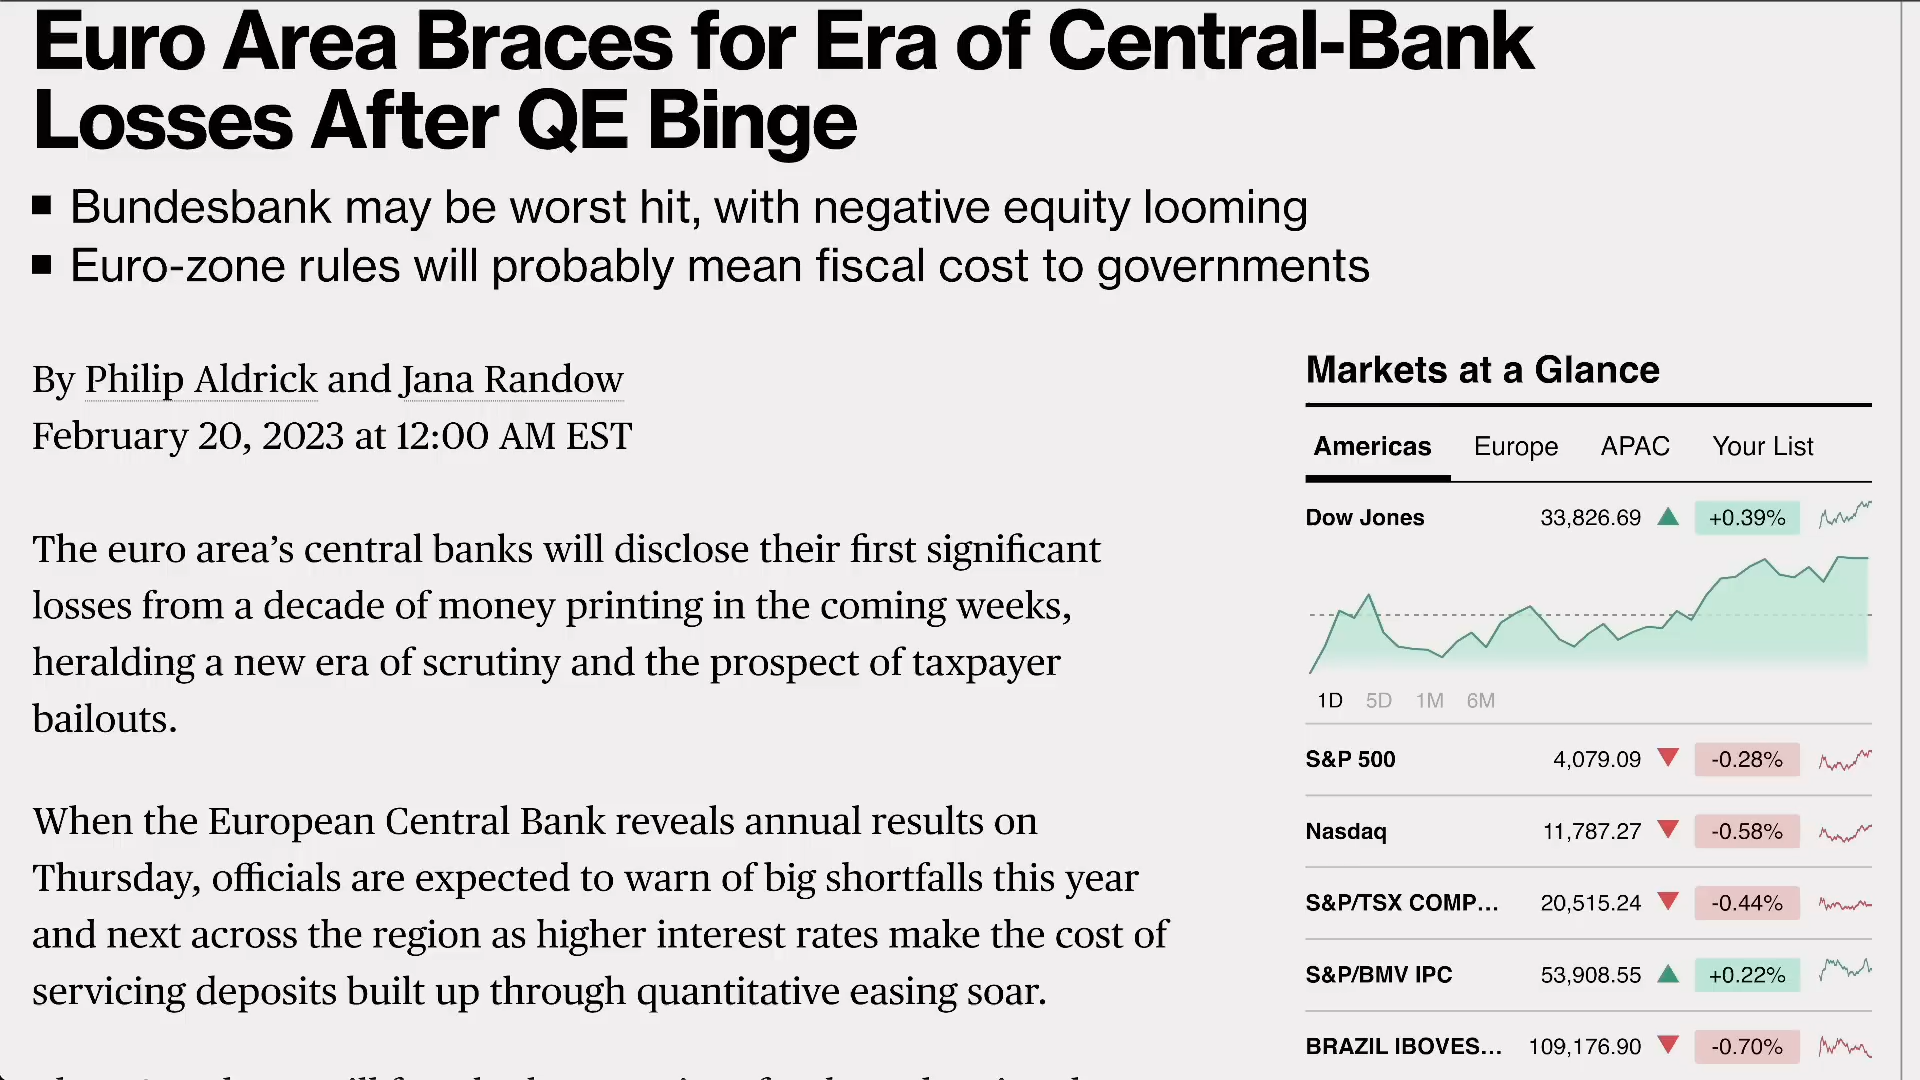 Euro Area Braces for Era of Central-Bank
Losses After QE Binge
Bundesbank may be worst hit, with negative equity looming
Euro-zone rules will probably mean fiscal cost to governments
By Philip Aldrick and Jana Randow
February 20, 2023 at 12:00 AM EST
The euro area’s central banks will disclose their first significant
losses from a decade of money printing in the coming weeks,
heralding a new era of scrutiny and the prospect of taxpayer
bailouts.
When the European Central Bank reveals annual results on
Thursday, officials are expected to warn of big shortfalls this year
and next across the region as higher interest rates make the cost of
servicing deposits built up through quantitative easing soar.
Markets at a Glance
Americas Europe APAC Your List
Dow Jones 33,826.69 ▲ +0.39%
1D 5D 1M 6M
S&P 500 4,079.09 ▼ -0.28%
Nasdaq 11,787.27 ▼ -0.58%
S&P/TSX COMP... 20,515.24 ▼ -0.44%
S&P/BMV IPC 53,908.55 ▲ +0.22%
BRAZIL IBOVES... 109,176.90 ▼ -0.70%